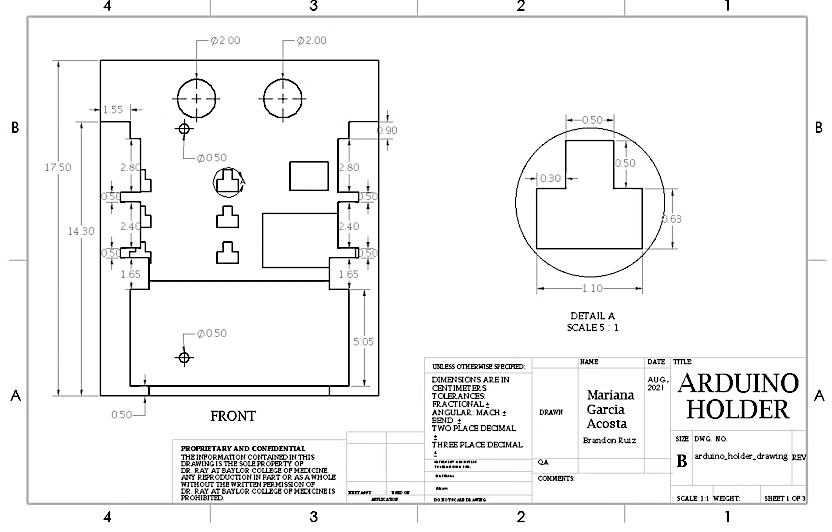 4 3 2 1
B
B
A
A
Ø2.00
Ø2.00
1.55
0.90
Ø0.50
17.50
14.30
2.80
2.80
A
0.50
0.50
2.40
2.40
0.50
0.50
1.65
1.65
Ø0.50
5.05
0.50
FRONT
0.50
0.50
0.30
0.63
1.10
DETAIL A
SCALE 5 : 1
UNLESS OTHERWISE SPECIFIED:
DIMENSIONS ARE IN
CENTIMETERS
TOLERANCES:
FRACTIONAL ±
ANGULAR: MACH ±
BEND ±
TWO PLACE DECIMAL
±
THREE PLACE DECIMAL
±
NAME
DATE
DRAWN
Mariana
Garcia
Acosta
Brandon Ruiz
AUG.
2021
Q.A.
COMMENTS:
TITLE:
ARDUINO
HOLDER
SIZE DWG. NO.
B arduino_holder_drawing REV
SCALE: 1:1 WEIGHT: SHEET 1 OF 3
PROPRIETARY AND CONFIDENTIAL
THE INFORMATION CONTAINED IN THIS
DRAWING IS THE SOLE PROPERTY OF
DR. RAY AT BAYLOR COLLEGE OF MEDICINE.
ANY REPRODUCTION IN PART OR AS A WHOLE
WITHOUT THE WRITTEN PERMISSION OF
DR. RAY AT BAYLOR COLLEGE OF MEDICINE IS
PROHIBITED.
NEXT ASSY USED ON
APPLICATION
DO NOT SCALE DRAWING
4 3 2 1